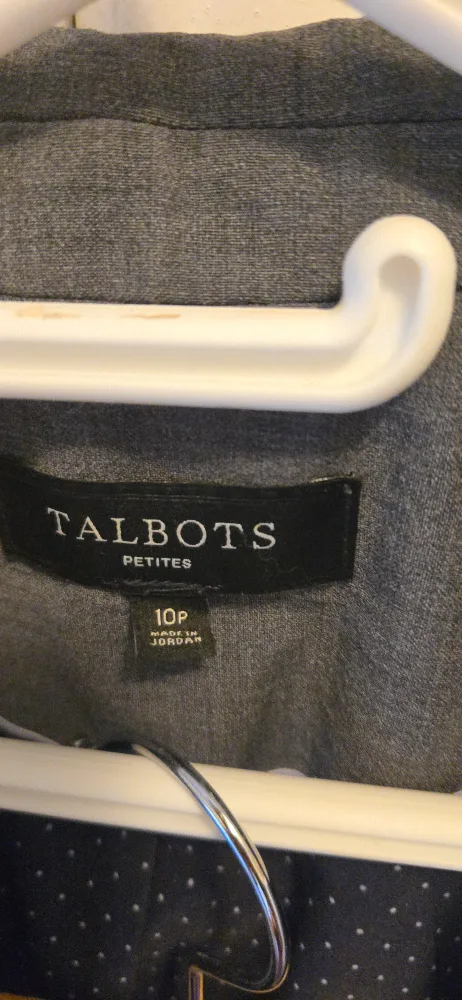 TALBOTS
PETITES
10P
MADE IN
JORDAN